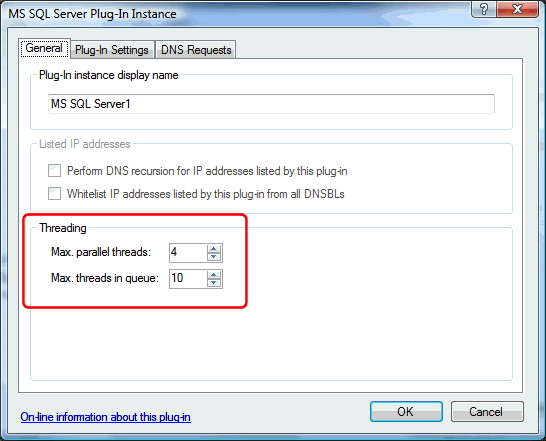 MS SQL Server Plug-In Instance
General
Plug-In Settings
DNS Requests
Plug-In instance display name
MS SQL Server1
Listed IP addresses
Perform DNS recursion for IP addresses listed by this plug-in
Whitelist IP addresses listed by this plug-in from all DNSBLs
Threading
Max. parallel threads: 4
Max. threads in queue: 10
On-line information about this plug-in
OK
Cancel